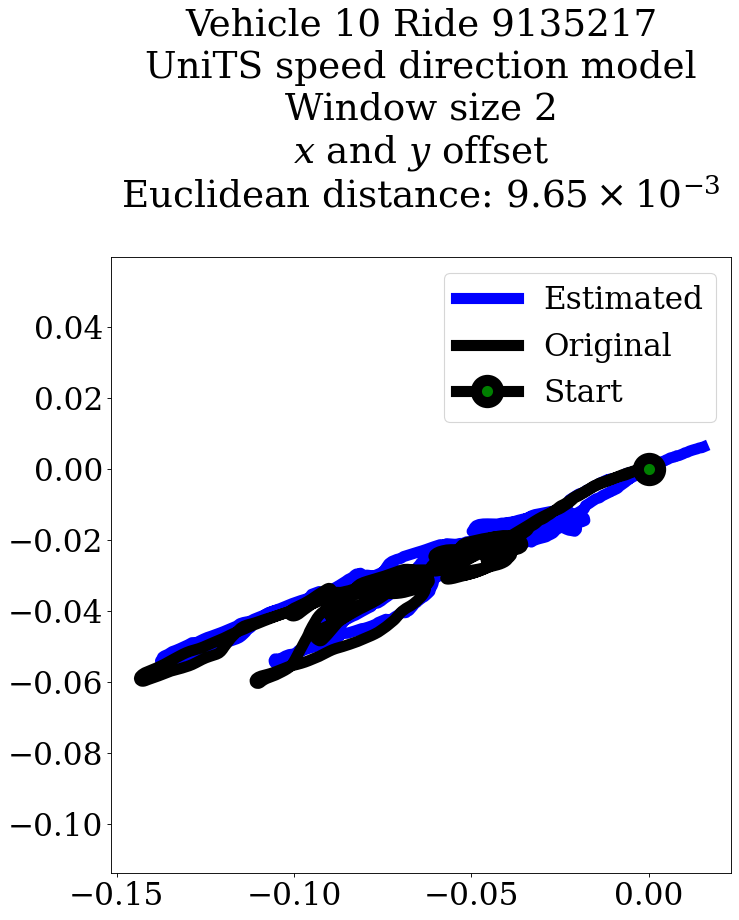 Vehicle 10 Ride 9135217
UniTS speed direction model
Window size 2
x and y offset
Euclidean distance: 9.65 × 10⁻³
Estimated
Original
Start
0.04
0.02
0.00
−0.02
−0.04
−0.06
−0.08
−0.10
−0.15 −0.10 −0.05 0.00